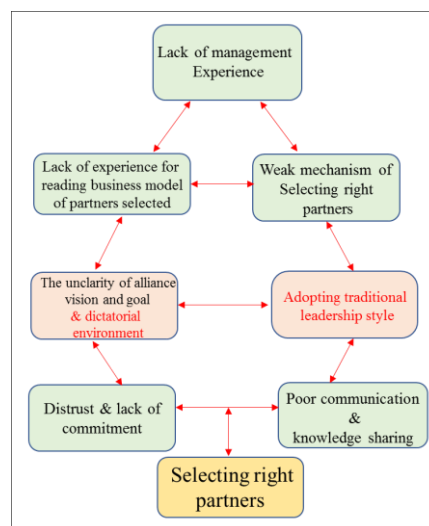 Lack of management
Experience
Lack of experience for
reading business model
of partners selected
Weak mechanism of
Selecting right
partners
The unclarity of alliance
vision and goal
& dictatorial
environment
Adopting traditional
leadership style
Distrust & lack of
commitment
Poor communication
&
knowledge sharing
Selecting right
partners